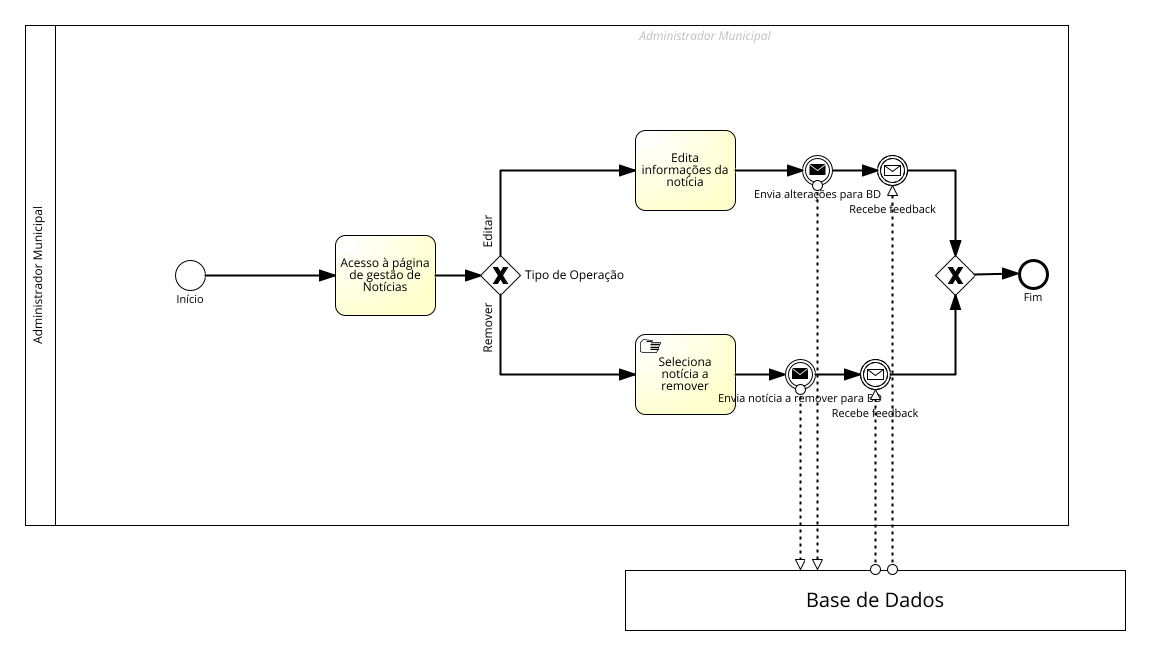 Administrador Municipal
Administrador Municipal
Edita
informações da
notícia
Envia alterações para BD
Recebe feedback
Editar
Acesso à página
de gestão de
Notícias
Tipo de Operação
Início
Fim
Remover
Seleciona
notícia a
remover
Envia notícia a remover para BD
Recebe feedback
Base de Dados